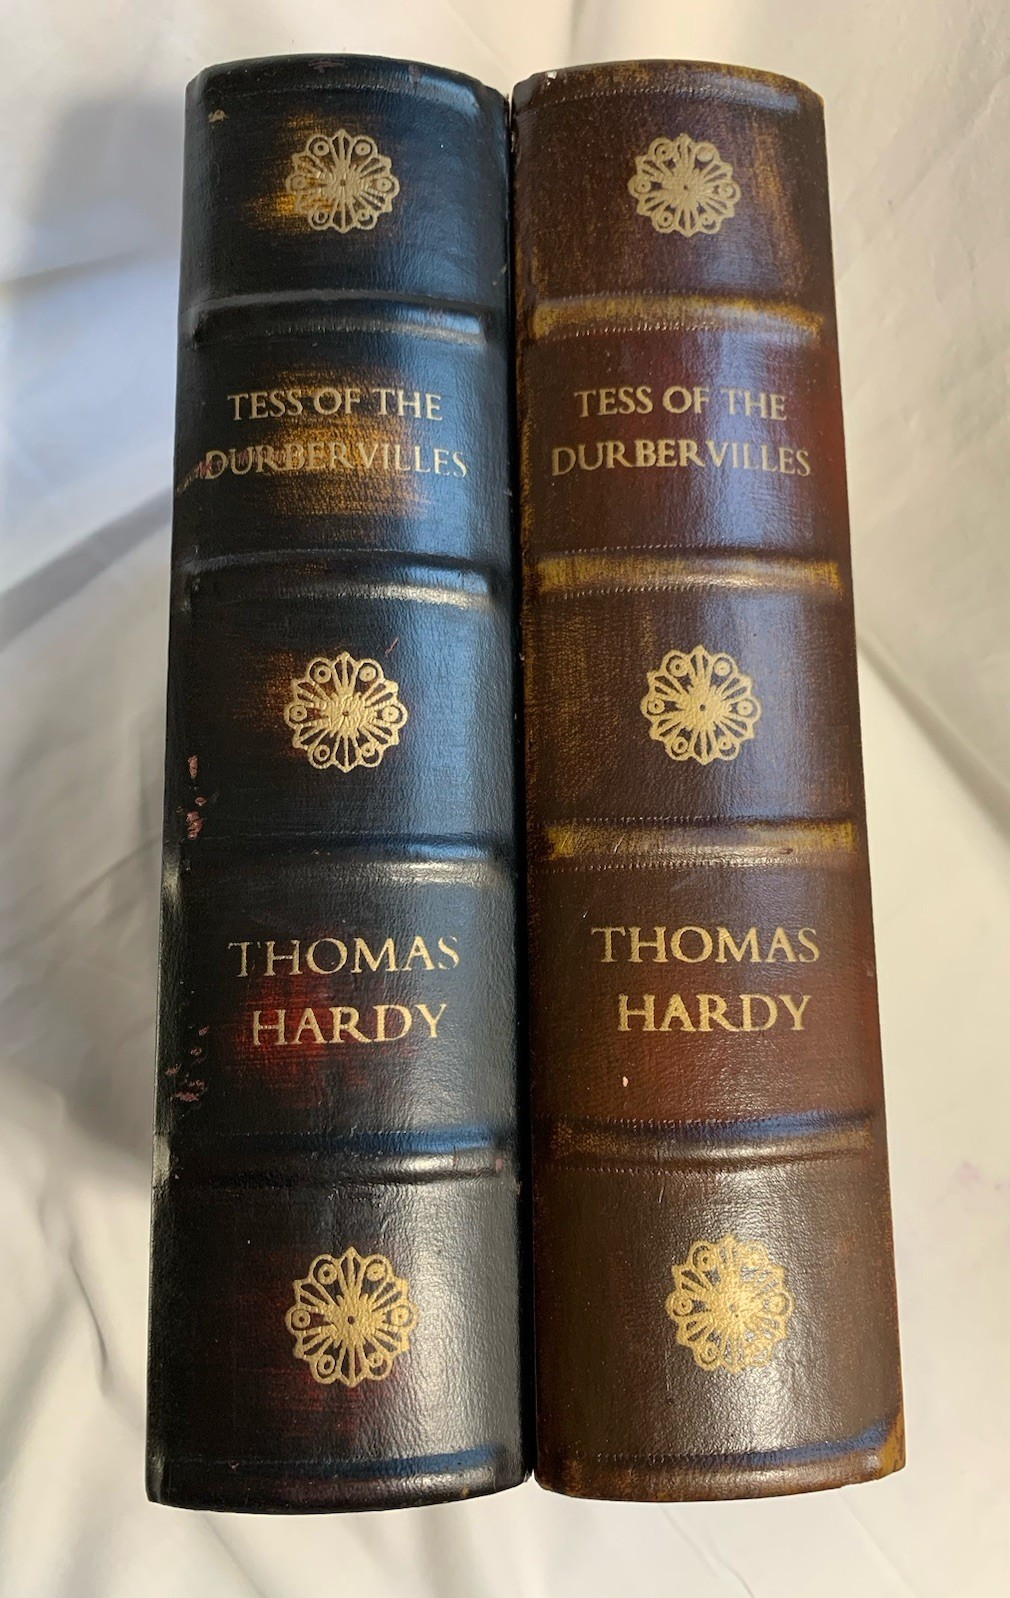 TESS OF THE
DURBERVILLES
THOMAS
HARDY
TESS OF THE
DURBERVILLES
THOMAS
HARDY